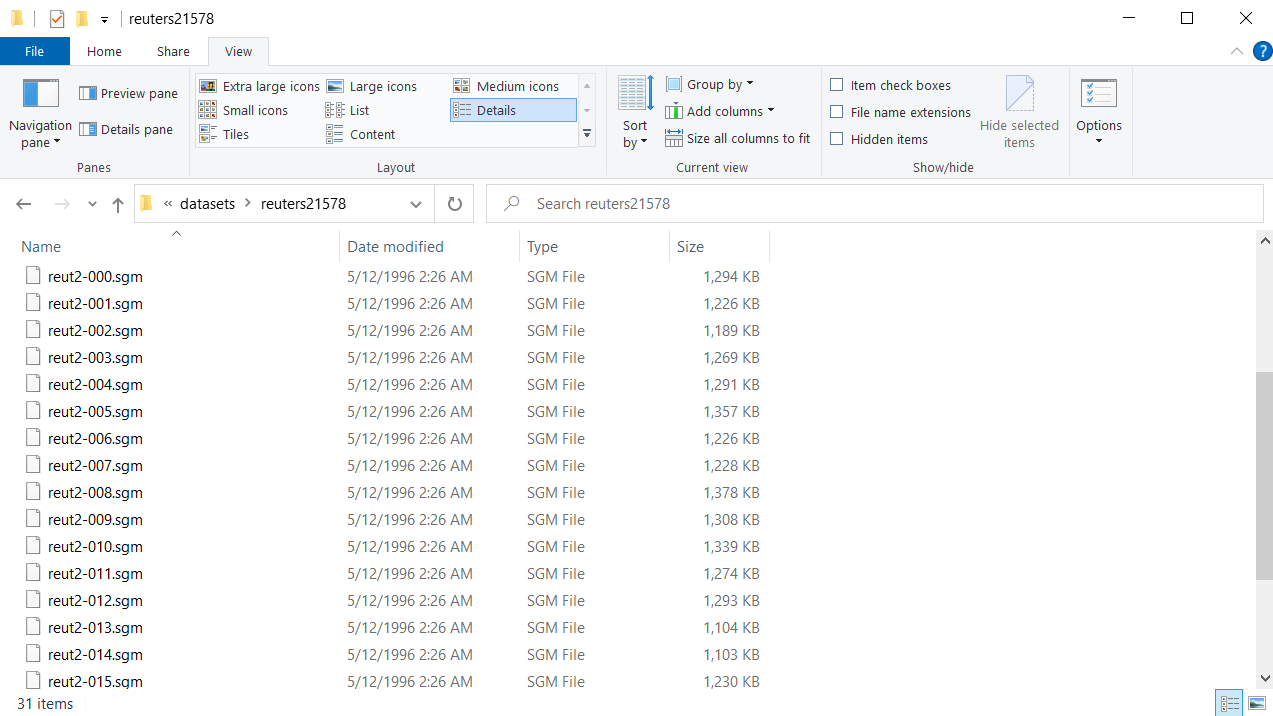 reuters21578
File Home Share View
Extra large icons Large icons Medium icons
Small icons List Details
Tiles Content
Navigation pane
Preview pane
Details pane
Panes
Layout
Sort by
Group by
Add columns
Size all columns to fit
Current view
Item check boxes
File name extensions
Hidden items
Hide selected items
Show/hide
Options
?
« datasets > reuters21578
Search reuters21578
Name Date modified Type Size
reut2-000.sgm 5/12/1996 2:26 AM SGM File 1,294 KB
reut2-001.sgm 5/12/1996 2:26 AM SGM File 1,226 KB
reut2-002.sgm 5/12/1996 2:26 AM SGM File 1,189 KB
reut2-003.sgm 5/12/1996 2:26 AM SGM File 1,269 KB
reut2-004.sgm 5/12/1996 2:26 AM SGM File 1,291 KB
reut2-005.sgm 5/12/1996 2:26 AM SGM File 1,357 KB
reut2-006.sgm 5/12/1996 2:26 AM SGM File 1,226 KB
reut2-007.sgm 5/12/1996 2:26 AM SGM File 1,228 KB
reut2-008.sgm 5/12/1996 2:26 AM SGM File 1,378 KB
reut2-009.sgm 5/12/1996 2:26 AM SGM File 1,308 KB
reut2-010.sgm 5/12/1996 2:26 AM SGM File 1,339 KB
reut2-011.sgm 5/12/1996 2:26 AM SGM File 1,274 KB
reut2-012.sgm 5/12/1996 2:26 AM SGM File 1,293 KB
reut2-013.sgm 5/12/1996 2:26 AM SGM File 1,104 KB
reut2-014.sgm 5/12/1996 2:26 AM SGM File 1,103 KB
reut2-015.sgm 5/12/1996 2:26 AM SGM File 1,230 KB
31 items